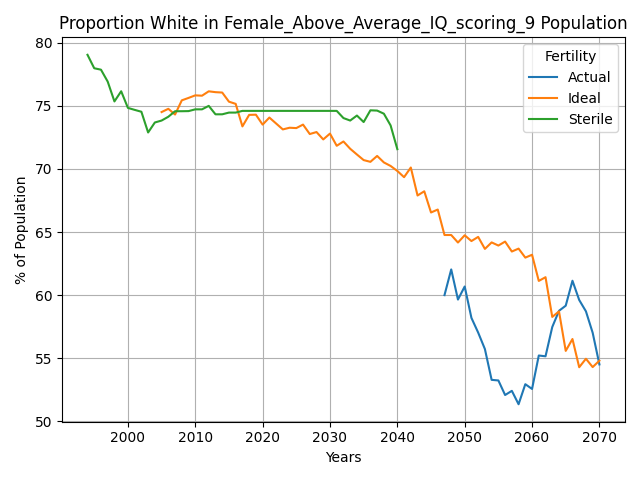 Proportion White in Female_Above_Average_IQ_scoring_9 Population
Fertility
Actual
Ideal
Sterile
% of Population
80
75
70
65
60
55
50
2000 2010 2020 2030 2040 2050 2060 2070
Years